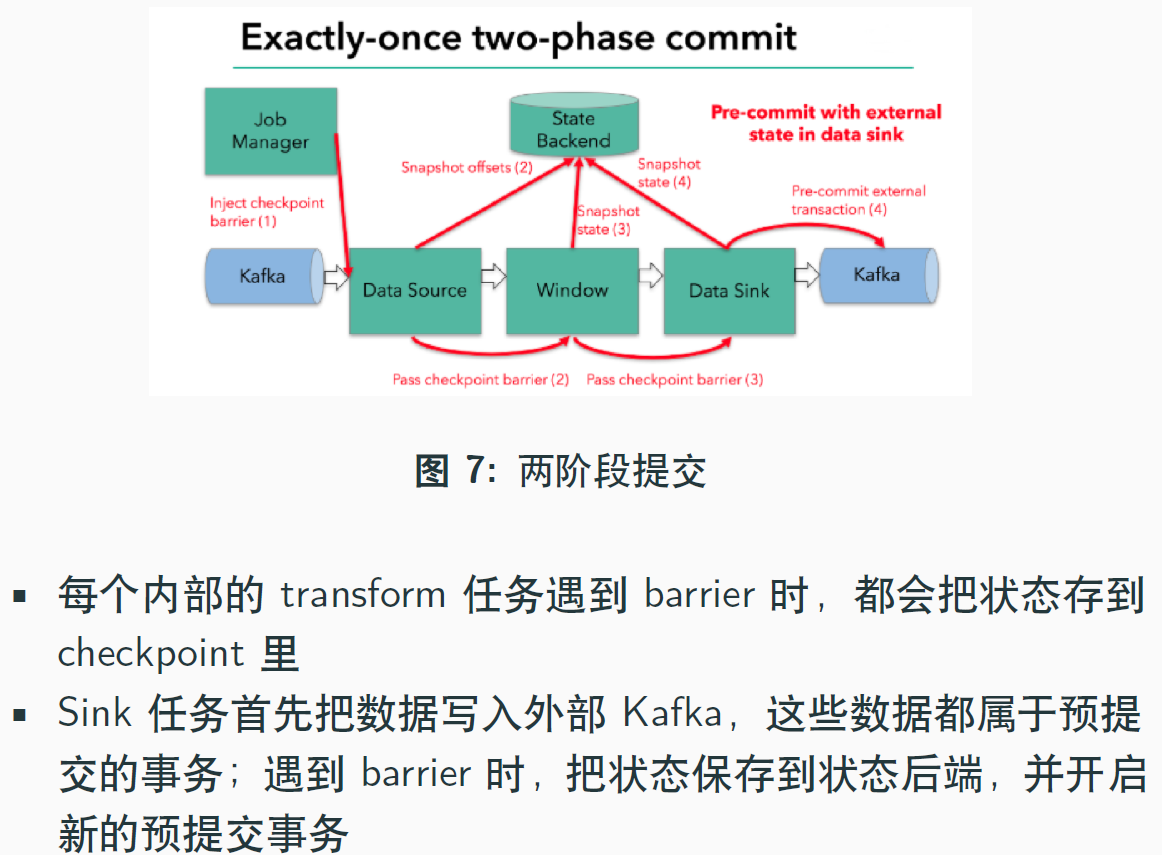 Exactly-once two-phase commit
Job
Manager
State
Backend
Pre-commit with external
state in data sink
Snapshot offsets (2)
Snapshot
state (4)
Pre-commit external
transaction (4)
Inject checkpoint
barrier (1)
Snapshot
state (3)
Kafka
Data Source
Window
Data Sink
Kafka
Pass checkpoint barrier (2)
Pass checkpoint barrier (3)
图 7: 两阶段提交
▪ 每个内部的 transform 任务遇到 barrier 时，都会把状态存到
checkpoint 里
▪ Sink 任务首先把数据写入外部 Kafka，这些数据都属于预提
交的事务；遇到 barrier 时，把状态保存到状态后端，并开启
新的预提交事务